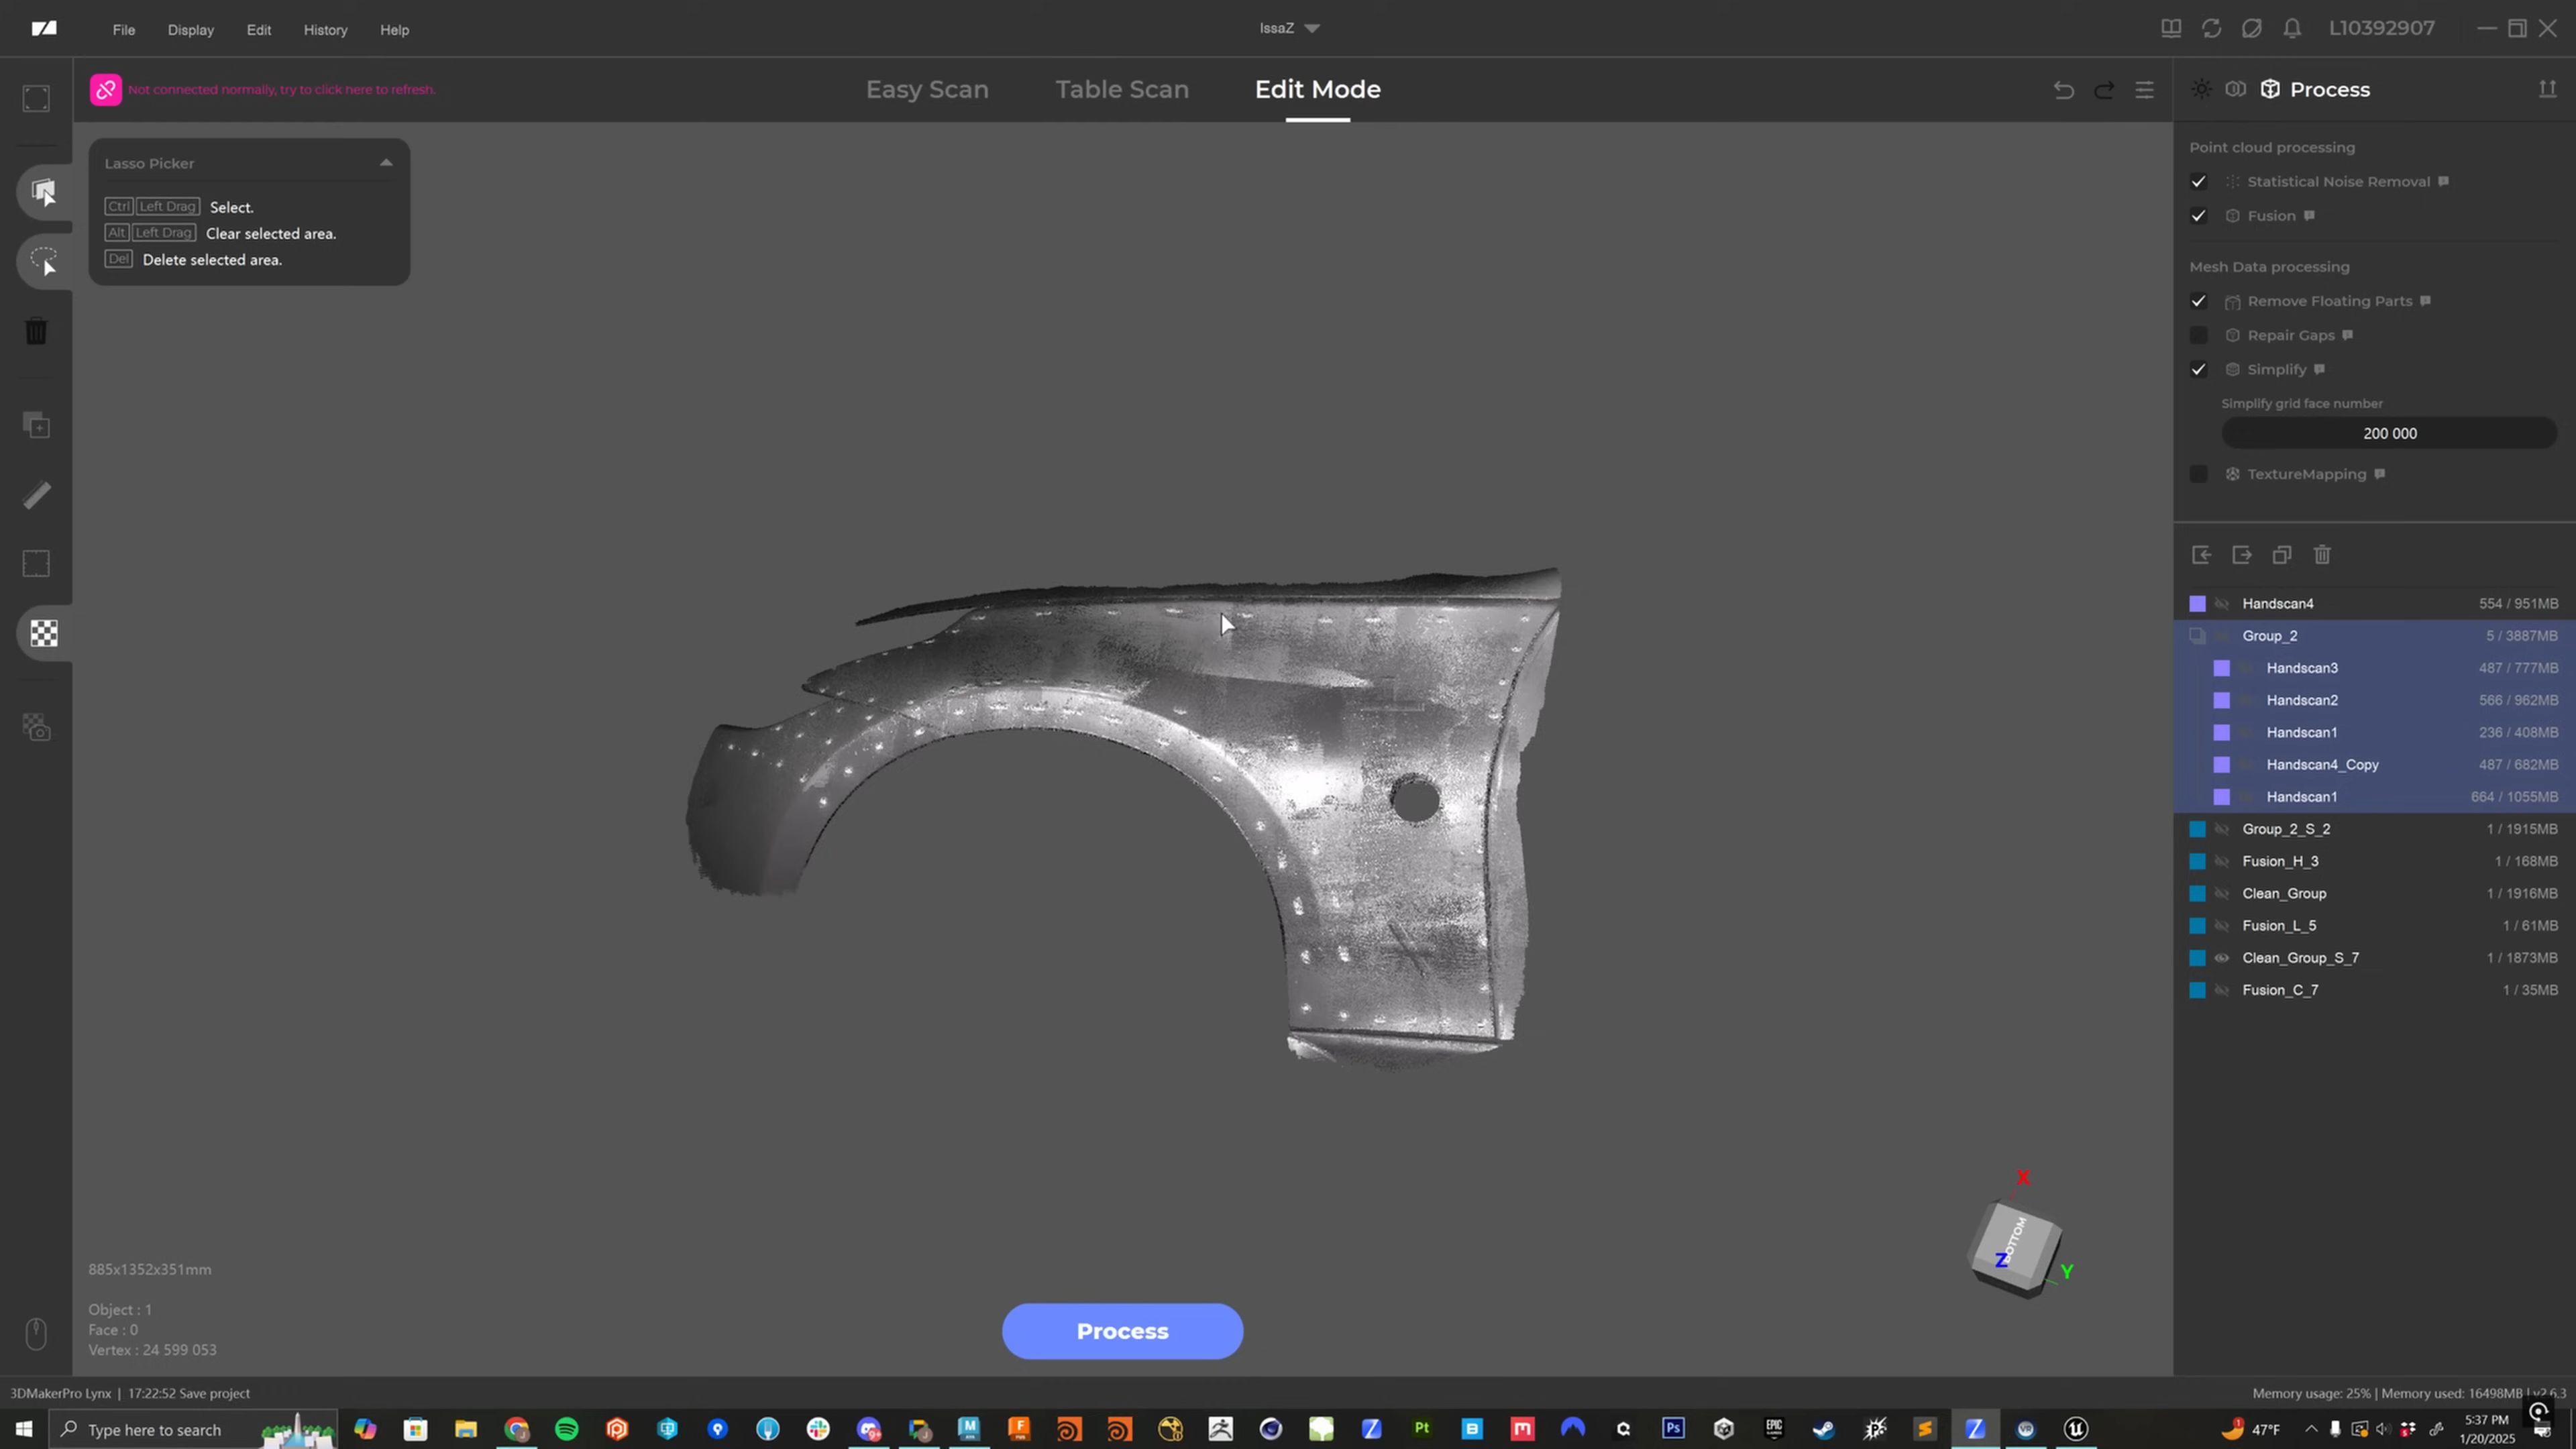 File Display Edit History Help
IssaZ
L10392907
Not connected normally, try to click here to refresh.
Easy Scan Table Scan Edit Mode
Process
Lasso Picker
Ctrl Left Drag Select.
Alt Left Drag Clear selected area.
Del Delete selected area.
Point cloud processing
Statistical Noise Removal
Fusion
Mesh Data processing
Remove Floating Parts
Repair Gaps
Simplify
Simplify grid face number
200 000
TextureMapping
Handscan4 554 / 951MB
Group_2 5 / 3887MB
Handscan3 487 / 777MB
Handscan2 566 / 962MB
Handscan1 236 / 408MB
Handscan4_Copy 487 / 682MB
Handscan1 664 / 1055MB
Group_2_S_2 1 / 1915MB
Fusion_H_3 1 / 168MB
Clean_Group 1 / 1916MB
Fusion_L_5 1 / 61MB
Clean_Group_S_7 1 / 1873MB
Fusion_C_7 1 / 35MB
X
BOTTOM
Z
Y
885x1352x351mm
Object : 1
Face : 0
Vertex : 24 599 053
Process
3DMakerPro Lynx | 17:22:52 Save project
Memory usage: 25% | Memory used: 16498MB | v2.6.3
Type here to search
47°F
5:37 PM
1/20/2025